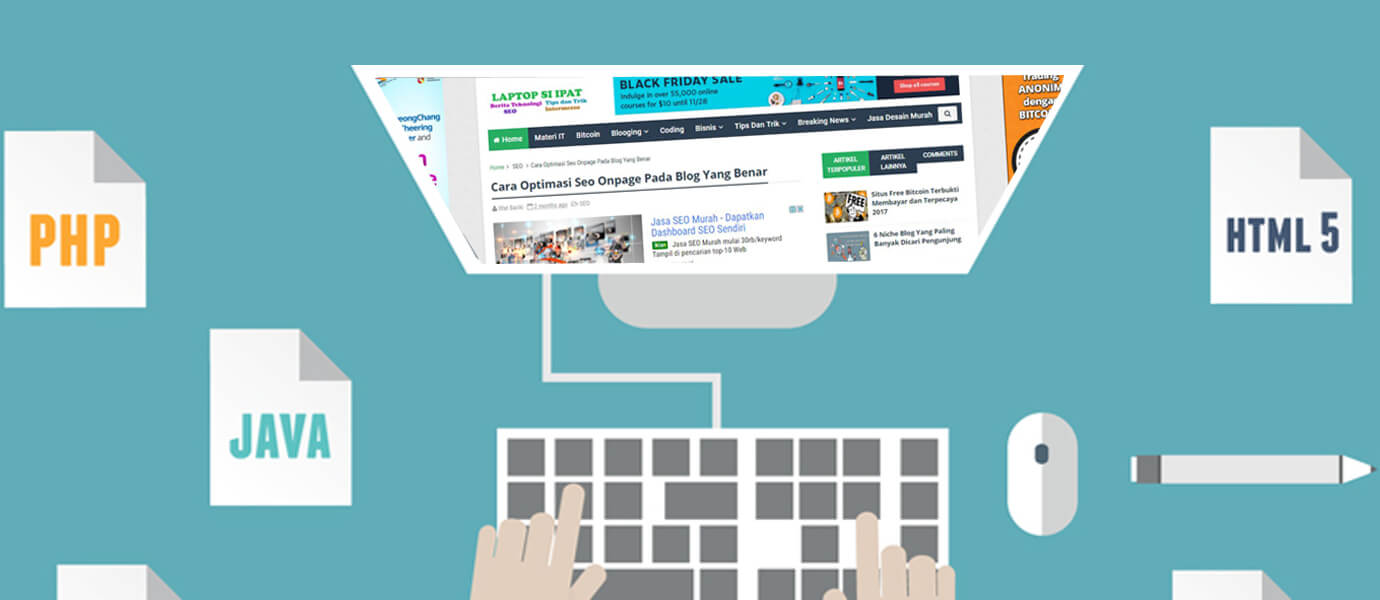 PHP
JAVA
HTML 5
eongChang
heering
er and
LAPTOP SI IPAT
Berita Teknologi Tips dan Trik
SEO Intermezzo
BLACK FRIDAY SALE
Indulge in over 55,000 online
courses for $10 until 11/28
Shop all courses
Trading
ANONIM
dengan
BITCO
Home
Materi IT
Bitcoin
Blooging
Coding
Bisnis
Tips Dan Trik
Breeking News
Jasa Desain Murah
Home > SEO > Cara Optimasi Seo Onpage Pada Blog Yang Benar
Cara Optimasi Seo Onpage Pada Blog Yang Benar
2 months ago SEO
Jasa SEO Murah - Dapatkan
Dashboard SEO Sendiri
Iklan Jasa SEO Murah mulai 30rb/keyword
Tampil di pencarian top-10 Web
ARTIKEL
TERPOPULER
ARTIKEL
LAINNYA
COMMENTS
FREE
Situs Free Bitcoin Terbukti
Membayar dan Terpecaya
2017
6 Niche Blog Yang Paling
Banyak Dicari Pengunjung